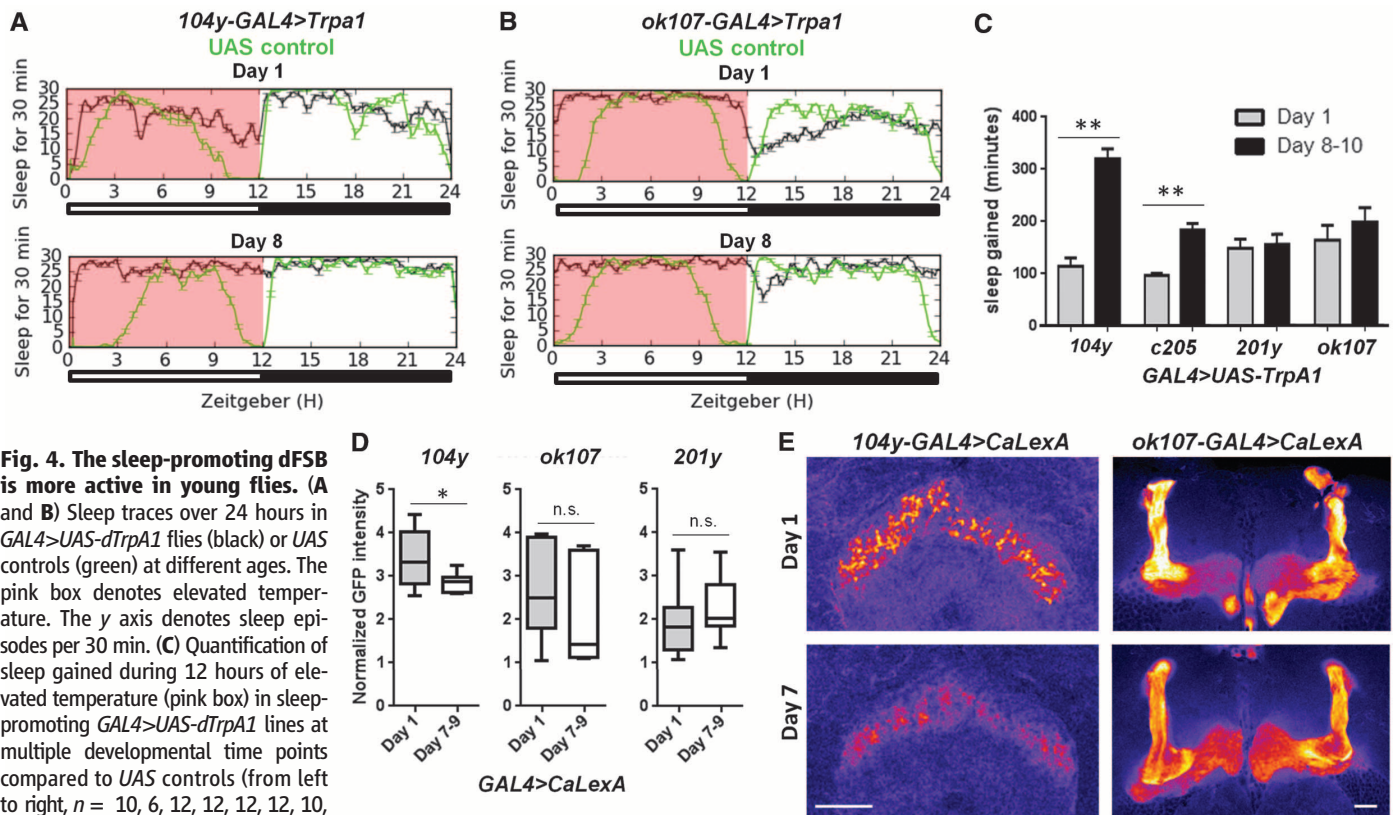 A
104y-GAL4>Trpa1
UAS control
Day 1
Sleep for 30 min
30
25
20
15
10
5
0
0 3 6 9 12 15 18 21 24
Day 8
Sleep for 30 min
30
25
20
15
10
5
0
0 3 6 9 12 15 18 21 24
Zeitgeber (H)
B
ok107-GAL4>Trpa1
UAS control
Day 1
Sleep for 30 min
30
25
20
15
10
5
0
0 3 6 9 12 15 18 21 24
Day 8
Sleep for 30 min
30
25
20
15
10
5
0
0 3 6 9 12 15 18 21 24
Zeitgeber (H)
C
Day 1
Day 8-10
sleep gained (minutes)
400
300
200
100
0
**
**
104y c205 201y ok107
GAL4>UAS-TrpA1
Fig. 4. The sleep-promoting dFSB
is more active in young flies. (A
and B) Sleep traces over 24 hours in
GAL4>UAS-dTrpA1 flies (black) or UAS
controls (green) at different ages. The
pink box denotes elevated temper-
ature. The y axis denotes sleep epi-
sodes per 30 min. (C) Quantification of
sleep gained during 12 hours of ele-
vated temperature (pink box) in sleep-
promoting GAL4>UAS-dTrpA1 lines at
multiple developmental time points
compared to UAS controls (from left
to right, n = 10, 6, 12, 12, 12, 12, 10,
D
104y ok107 201y
Normalized GFP intensity
5
4
3
2
1
0
*
Day 1 Day 7-9
5
4
3
2
1
0
n.s.
Day 1 Day 7-9
5
4
3
2
1
0
n.s.
Day 1 Day 7-9
GAL4>CaLexA
E
104y-GAL4>CaLexA ok107-GAL4>CaLexA
Day 1
Day 7